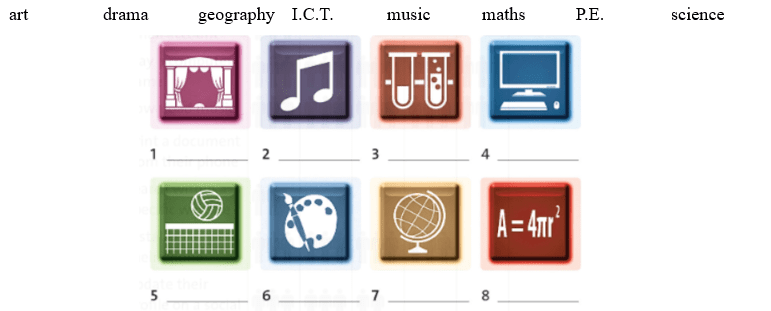 art drama geography I.C.T. music maths P.E. science
1 2 3 4
A = 4πr²
5 6 7 8